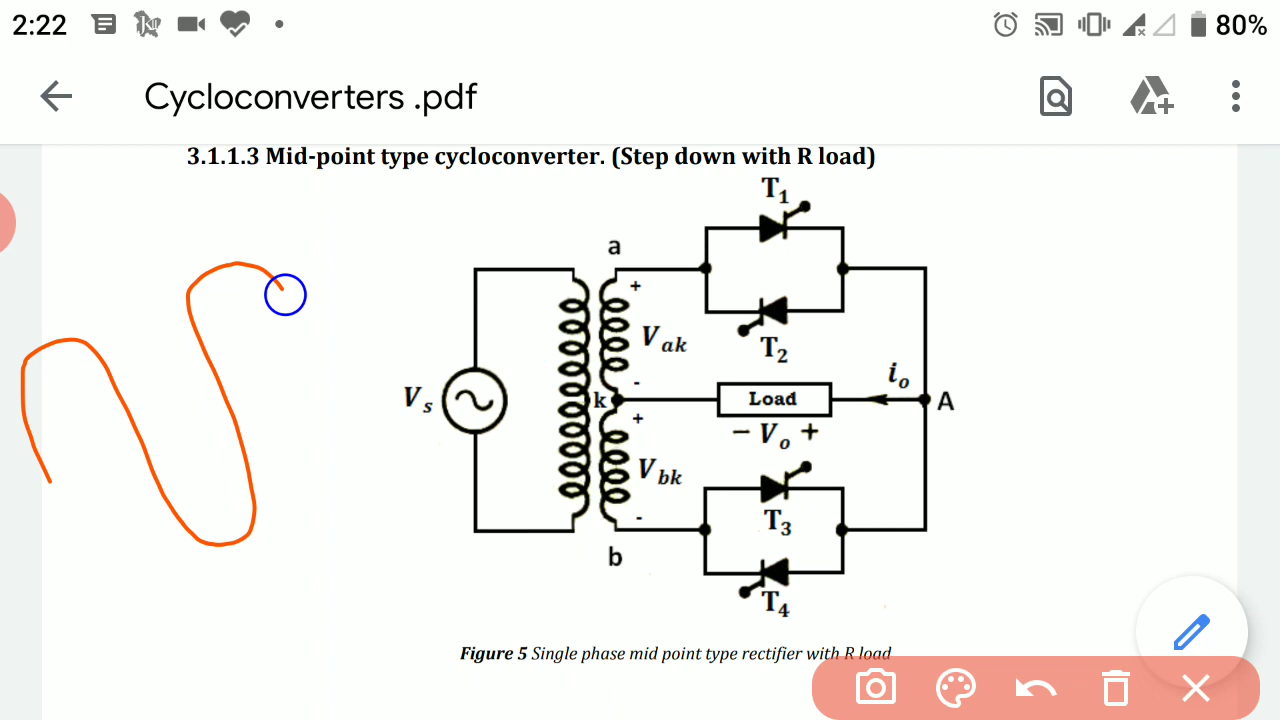 2:22 80%
Cycloconverters .pdf
3.1.1.3 Mid-point type cycloconverter. (Step down with R load)
T1
a
+
Vak
T2
-
io
Vs
k
Load
A
+
- Vo +
Vbk
T3
-
b
T4
Figure 5 Single phase mid point type rectifier with R load